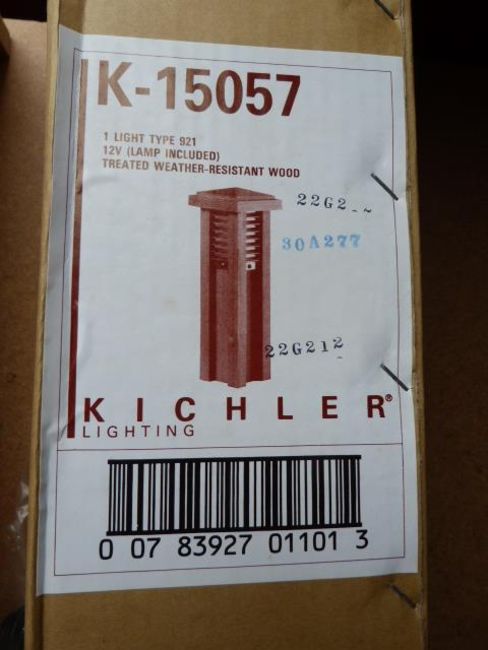 K-15057
1 LIGHT TYPE 921
12V (LAMP INCLUDED)
TREATED WEATHER-RESISTANT WOOD
22G2
30A277
22G212
KICHLER®
LIGHTING
0 07 83927 01101 3